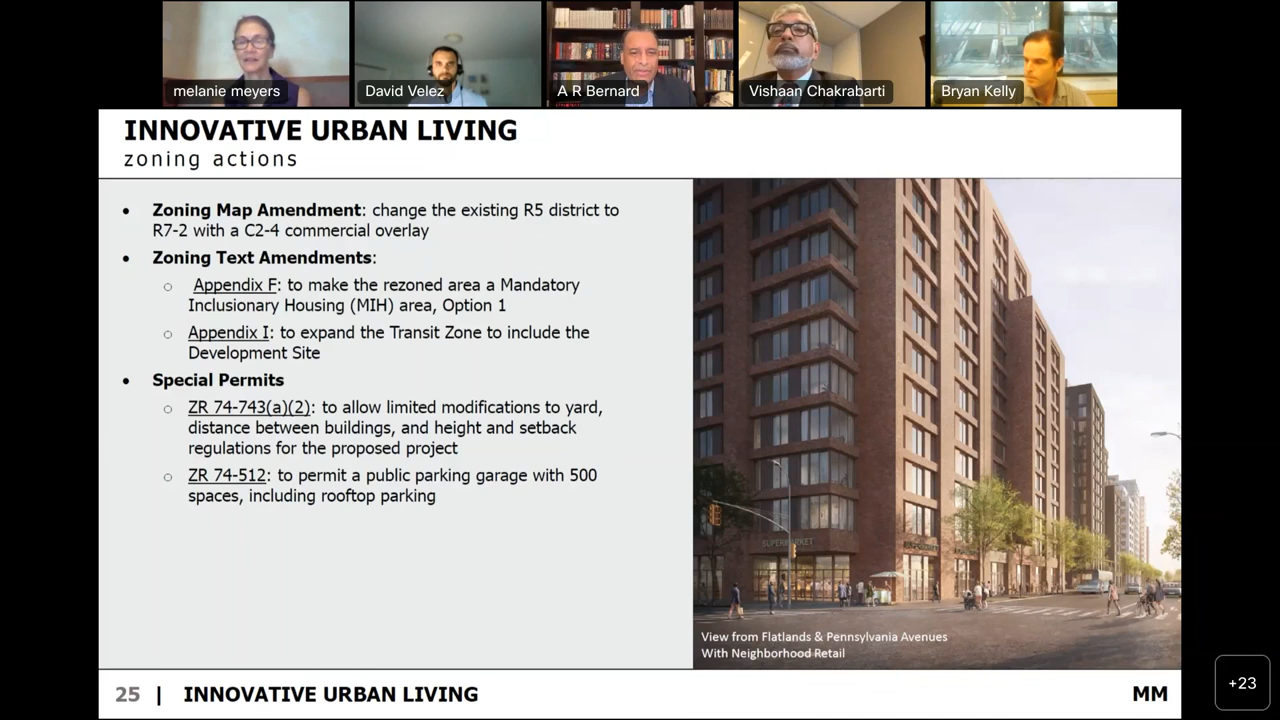 melanie meyers
David Velez
A R Bernard
Vishaan Chakrabarti
Bryan Kelly
INNOVATIVE URBAN LIVING
zoning actions
• Zoning Map Amendment: change the existing R5 district to
R7-2 with a C2-4 commercial overlay
• Zoning Text Amendments:
○ Appendix F: to make the rezoned area a Mandatory
Inclusionary Housing (MIH) area, Option 1
○ Appendix I: to expand the Transit Zone to include the
Development Site
• Special Permits
○ ZR 74-743(a)(2): to allow limited modifications to yard,
distance between buildings, and height and setback
regulations for the proposed project
○ ZR 74-512: to permit a public parking garage with 500
spaces, including rooftop parking
SUPERMARKET
View from Flatlands & Pennsylvania Avenues
With Neighborhood Retail
25 | INNOVATIVE URBAN LIVING
MM
+23